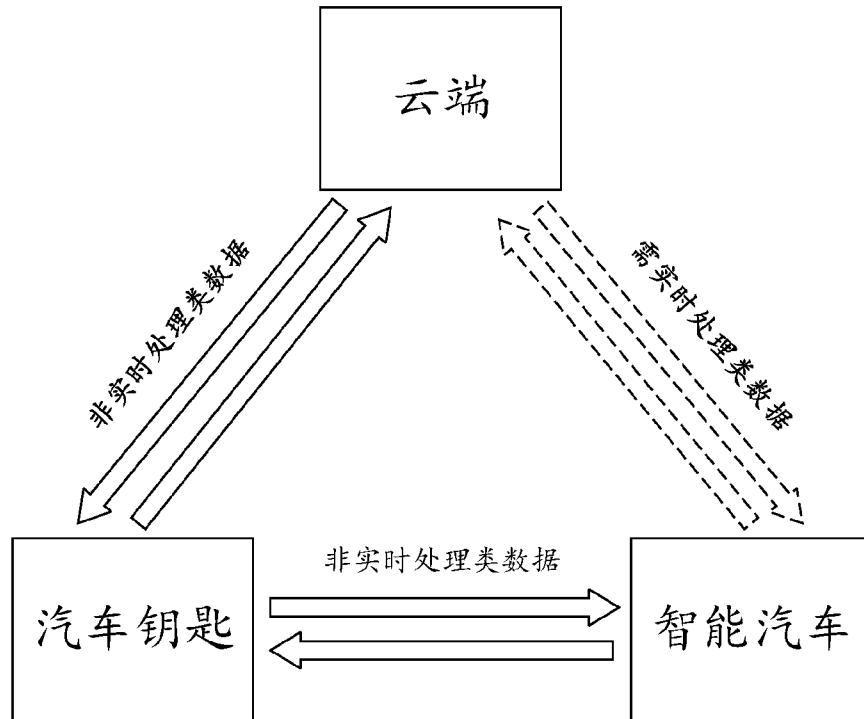 云端
非实时处理类数据
需实时处理类数据
非实时处理类数据
汽车钥匙
智能汽车